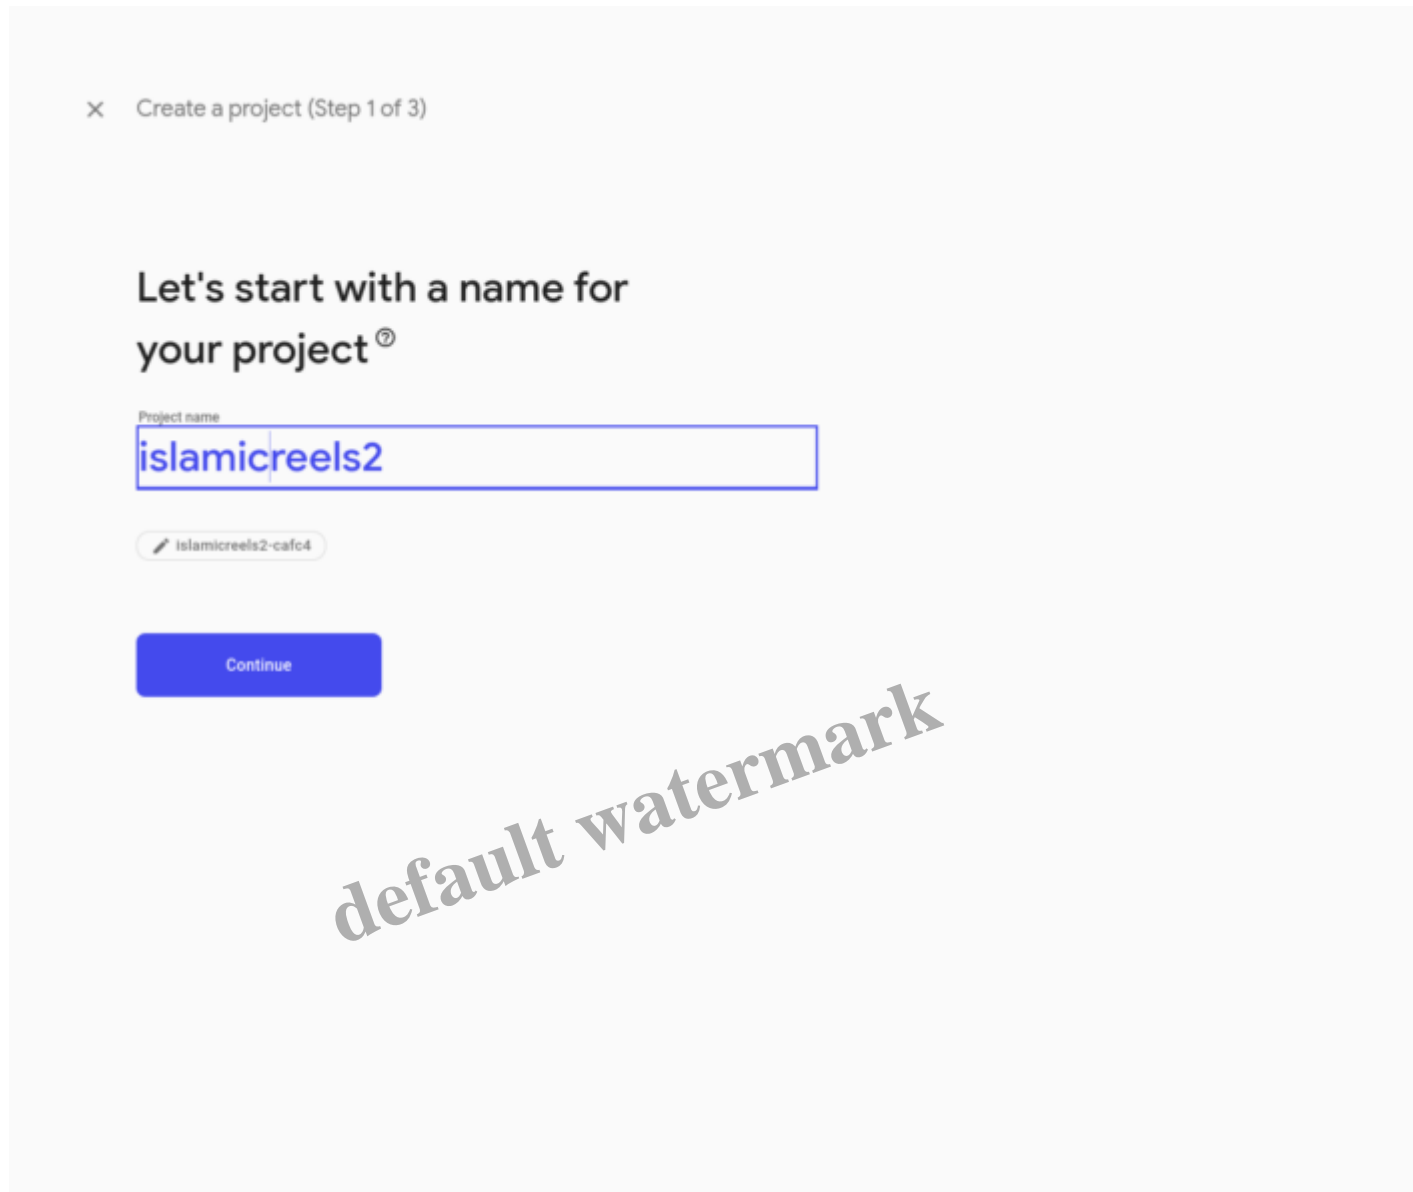 Create a project (Step 1 of 3)
Let's start with a name for
your project
Project name
islamicreels2
islamicreels2-cafc4
Continue
default watermark